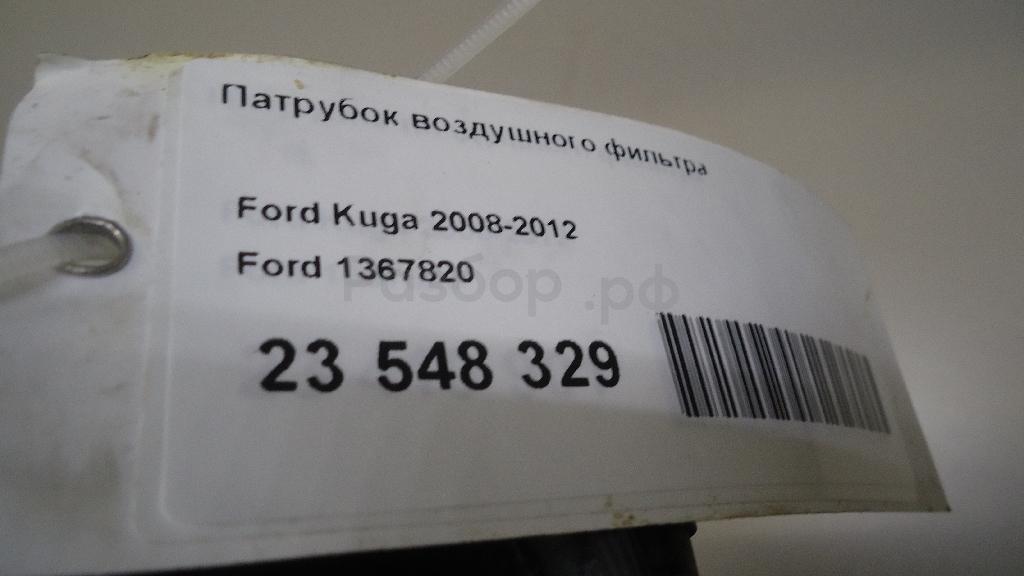 Патрубок воздушного фильтра
Ford Kuga 2008-2012
Ford 1367820
Разбор.рф
23 548 329